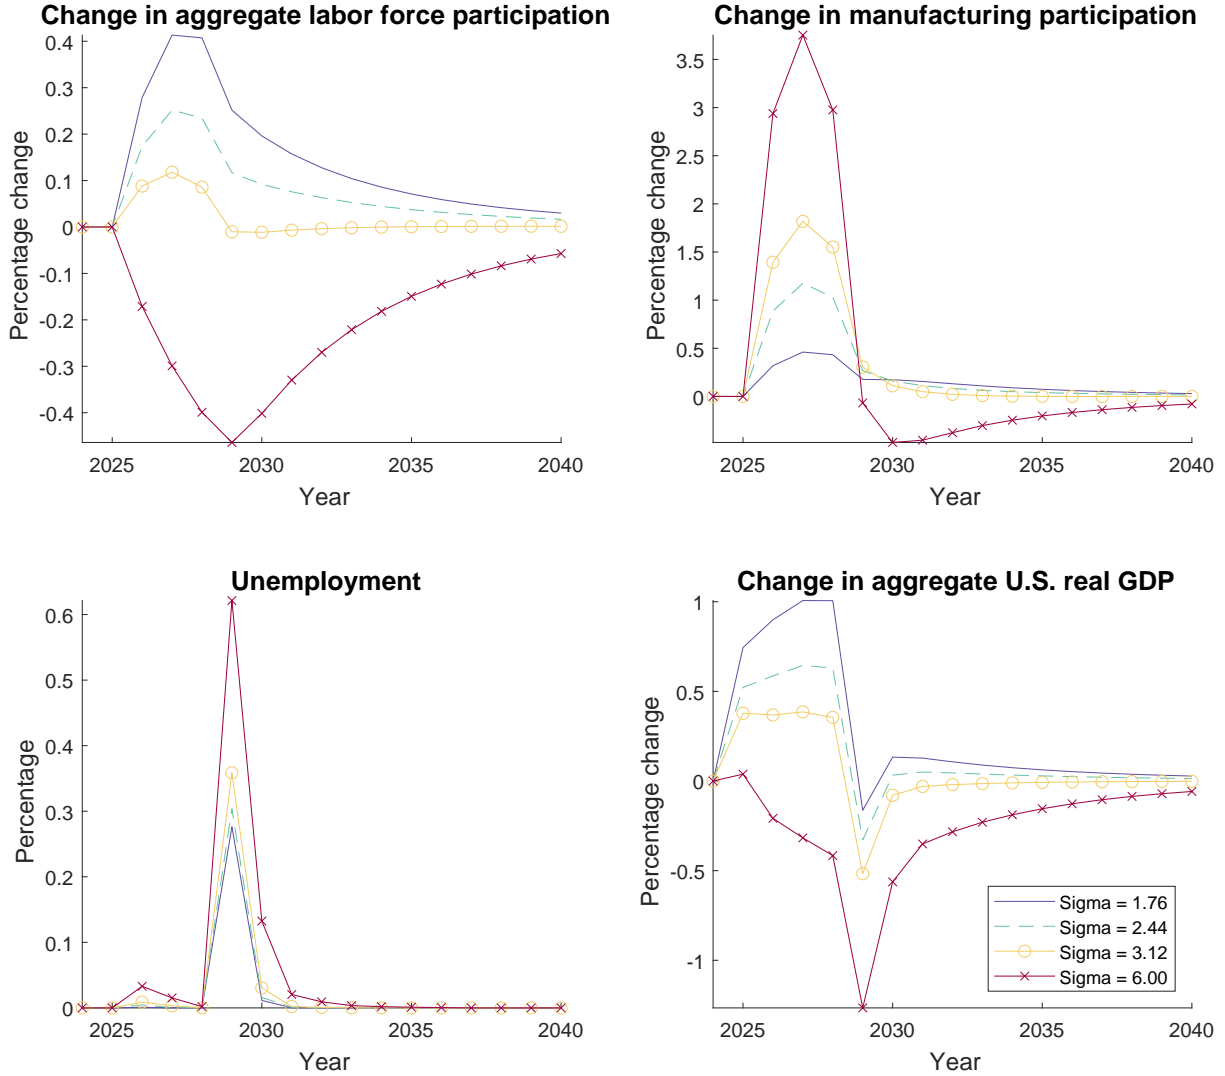 Change in aggregate labor force participation
Percentage change
0.4
0.3
0.2
0.1
0
-0.1
-0.2
-0.3
-0.4
2025
2030
2035
2040
Year
Change in manufacturing participation
Percentage change
3.5
3
2.5
2
1.5
1
0.5
0
2025
2030
2035
2040
Year
Unemployment
Percentage
0.6
0.5
0.4
0.3
0.2
0.1
0
2025
2030
2035
2040
Year
Change in aggregate U.S. real GDP
Percentage change
1
0.5
0
-0.5
-1
Sigma = 1.76
Sigma = 2.44
Sigma = 3.12
Sigma = 6.00
2025
2030
2035
2040
Year